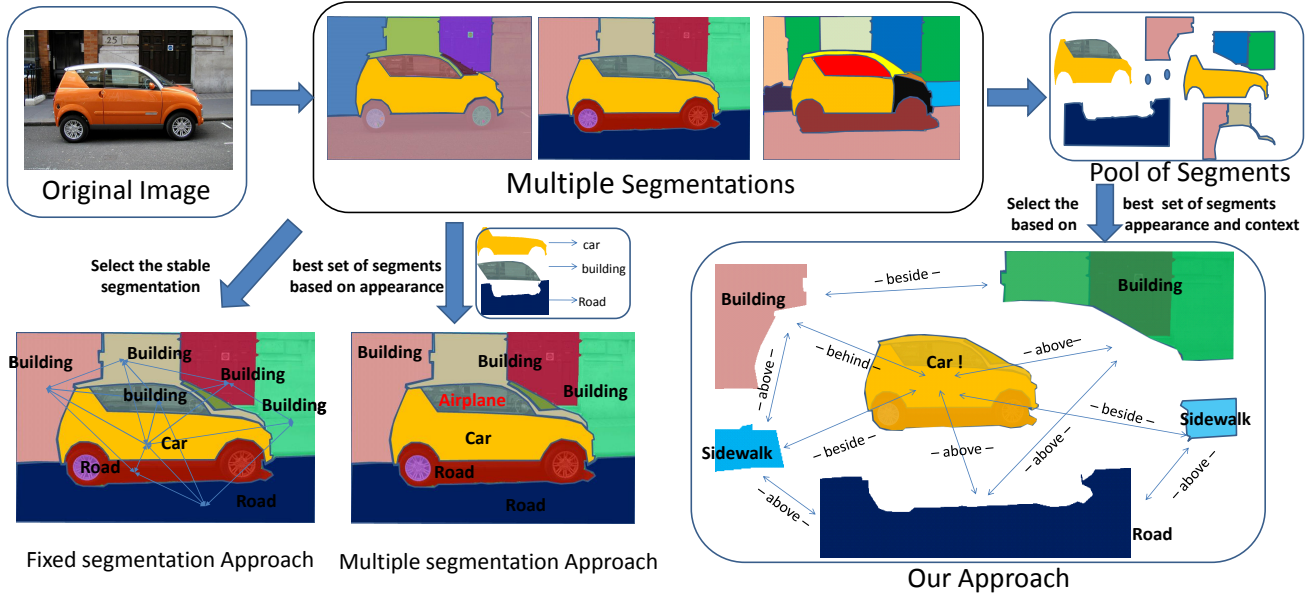 25
Original Image
Multiple Segmentations
Pool of Segments
Select the best set of segments
based on appearance and context
Select the stable
segmentation
best set of segments
based on appearance
car
building
Road
Building
Building
Building
building
Building
Car
Road
Road
Fixed segmentation Approach
Building
Building
Building
Airplane
Car
Road
Road
Multiple segmentation Approach
Building
– beside –
Building
– behind –
Car !
– above–
– above –
– beside –
Sidewalk
Sidewalk
– beside –
– above –
– above –
– above –
– above –
Road
Our Approach